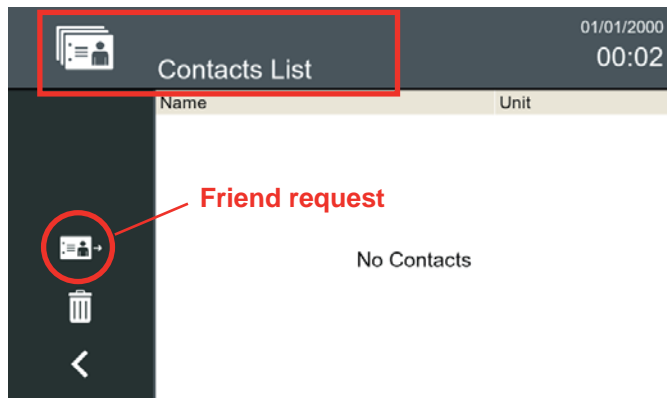 01/01/2000
00:02
Contacts List
Name Unit
Friend request
No Contacts